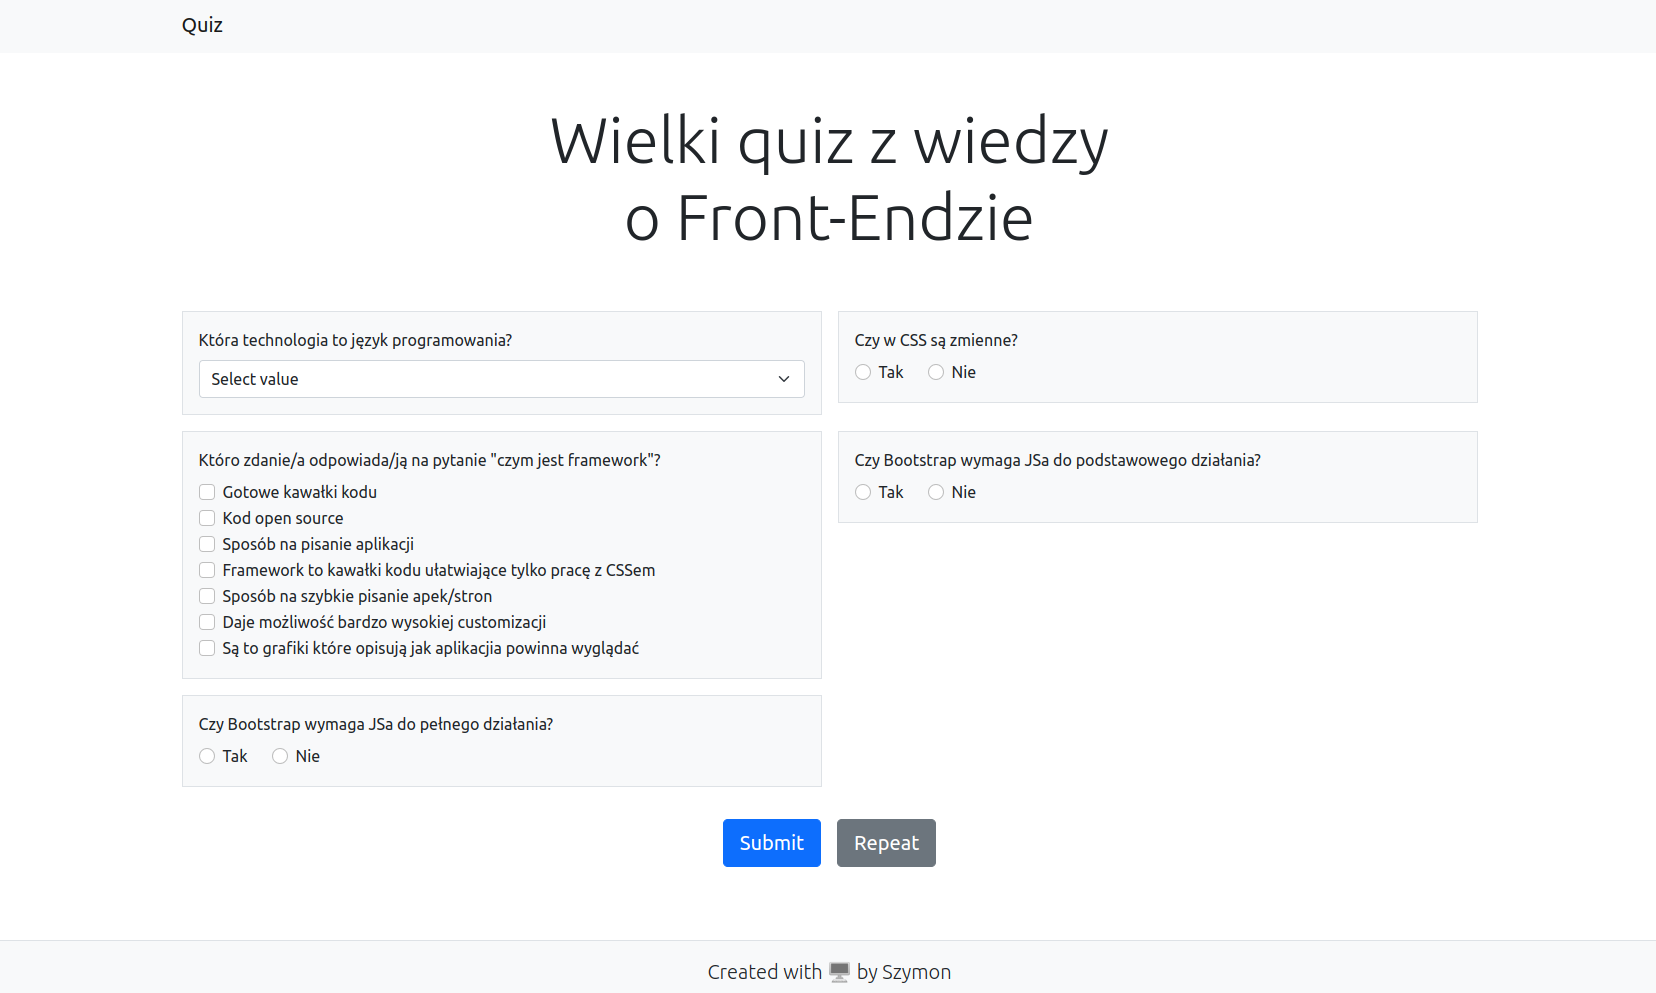 Quiz
Wielki quiz z wiedzy
o Front-Endzie
Która technologia to język programowania?
Select value
Czy w CSS są zmienne?
Tak Nie
Któro zdanie/a odpowiada/ją na pytanie "czym jest framework"?
Gotowe kawałki kodu
Kod open source
Sposób na pisanie aplikacji
Framework to kawałki kodu ułatwiające tylko pracę z CSSem
Sposób na szybkie pisanie apek/stron
Daje możliwość bardzo wysokiej customizacji
Są to grafiki które opisują jak aplikacjia powinna wyglądać
Czy Bootstrap wymaga JSa do podstawowego działania?
Tak Nie
Czy Bootstrap wymaga JSa do pełnego działania?
Tak Nie
Submit Repeat
Created with 🖥️ by Szymon